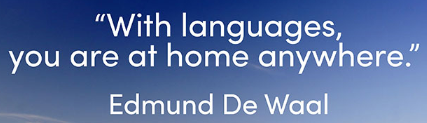 “With languages,
you are at home anywhere.”
Edmund De Waal